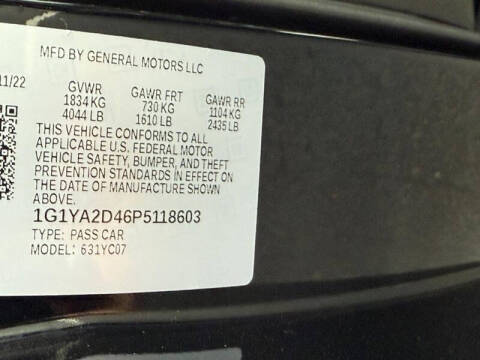 MFD BY GENERAL MOTORS LLC
11/22 GVWR GAWR FRT GAWR RR
1834 KG 730 KG 1104 KG
4044 LB 1610 LB 2435 LB
THIS VEHICLE CONFORMS TO ALL
APPLICABLE U.S. FEDERAL MOTOR
VEHICLE SAFETY, BUMPER, AND THEFT
PREVENTION STANDARDS IN EFFECT ON
THE DATE OF MANUFACTURE SHOWN
ABOVE.
1G1YA2D46P5118603
TYPE: PASS CAR
MODEL: 631YC07